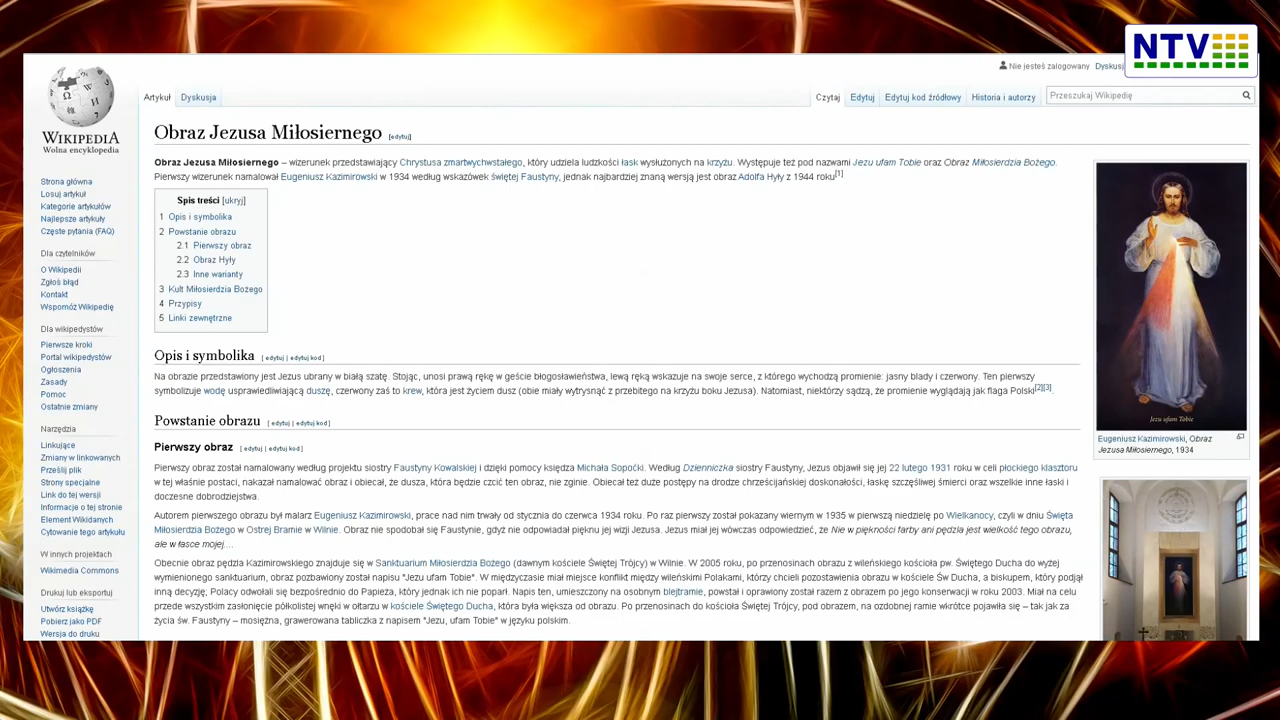 NTV
Nie jesteś zalogowany Dyskusj
Artykuł Dyskusja Czytaj Edytuj Edytuj kod źródłowy Historia i autorzy Przeszukaj Wikipedię
WIKIPEDIA
Wolna encyklopedia
Strona główna
Losuj artykuł
Kategorie artykułów
Najlepsze artykuły
Częste pytania (FAQ)
Dla czytelników
O Wikipedii
Zgłoś błąd
Kontakt
Wspomóż Wikipedię
Dla wikipedystów
Pierwsze kroki
Portal wikipedystów
Ogłoszenia
Zasady
Pomoc
Ostatnie zmiany
Narzędzia
Linkujące
Zmiany w linkowanych
Prześlij plik
Strony specjalne
Link do tej wersji
Informacje o tej stronie
Element Wikidanych
Cytowanie tego artykułu
W innych projektach
Wikimedia Commons
Drukuj lub eksportuj
Utwórz książkę
Pobierz jako PDF
Wersja do druku
Obraz Jezusa Miłosiernego [edytuj]
Obraz Jezusa Miłosiernego – wizerunek przedstawiający Chrystusa zmartwychwstałego, który udziela ludzkości łask wysłużonych na krzyżu. Występuje też pod nazwami Jezu ufam Tobie oraz Obraz Miłosierdzia Bożego.
Pierwszy wizerunek namalował Eugeniusz Kazimirowski w 1934 według wskazówek świętej Faustyny, jednak najbardziej znaną wersją jest obraz Adolfa Hyły z 1944 roku[1]
Spis treści [ukryj]
1 Opis i symbolika
2 Powstanie obrazu
2.1 Pierwszy obraz
2.2 Obraz Hyły
2.3 Inne warianty
3 Kult Miłosierdzia Bożego
4 Przypisy
5 Linki zewnętrzne
Opis i symbolika [ edytuj | edytuj kod ]
Na obrazie przedstawiony jest Jezus ubrany w białą szatę. Stojąc, unosi prawą rękę w geście błogosławieństwa, lewą ręką wskazuje na swoje serce, z którego wychodzą promienie: jasny blady i czerwony. Ten pierwszy
symbolizuje wodę usprawiedliwiającą duszę, czerwony zaś to krew, która jest życiem dusz (obie miały wytrysnąć z przebitego na krzyżu boku Jezusa). Natomiast, niektórzy sądzą, że promienie wyglądają jak flaga Polski[2][3].
Powstanie obrazu [ edytuj | edytuj kod ]
Pierwszy obraz [ edytuj | edytuj kod ]
Pierwszy obraz został namalowany według projektu siostry Faustyny Kowalskiej i dzięki pomocy księdza Michała Sopoćki. Według Dzienniczka siostry Faustyny, Jezus objawił się jej 22 lutego 1931 roku w celi płockiego klasztoru
w tej właśnie postaci, nakazał namalować obraz i obiecał, że dusza, która będzie czcić ten obraz, nie zginie. Obiecał też duże postępy na drodze chrześcijańskiej doskonałości, łaskę szczęśliwej śmierci oraz wszelkie inne łaski i
doczesne dobrodziejstwa.
Autorem pierwszego obrazu był malarz Eugeniusz Kazimirowski, prace nad nim trwały od stycznia do czerwca 1934 roku. Po raz pierwszy został pokazany wiernym w 1935 w pierwszą niedzielę po Wielkanocy, czyli w dniu Święta
Miłosierdzia Bożego w Ostrej Bramie w Wilnie. Obraz nie spodobał się Faustynie, gdyż nie odpowiadał pięknu jej wizji Jezusa. Jezus miał jej wówczas odpowiedzieć, że Nie w piękności farby ani pędzla jest wielkość tego obrazu,
ale w łasce mojej....
Obecnie obraz pędzla Kazimirowskiego znajduje się w Sanktuarium Miłosierdzia Bożego (dawnym kościele Świętej Trójcy) w Wilnie. W 2005 roku, po przenosinach obrazu z wileńskiego kościoła pw. Świętego Ducha do wyżej
wymienionego sanktuarium, obraz pozbawiony został napisu "Jezu ufam Tobie". W międzyczasie miał miejsce konflikt między wileńskimi Polakami, którzy chcieli pozostawienia obrazu w kościele Św Ducha, a biskupem, który podjął
inną decyzję, Polacy odwołali się bezpośrednio do Papieża, który jednak ich nie poparł. Napis ten, umieszczony na osobnym blejtramie, powstał i oprawiony został razem z obrazem po jego konserwacji w roku 2003. Miał na celu
przede wszystkim zasłonięcie półkolistej wnęki w ołtarzu w kościele Świętego Ducha, która była większa od obrazu. Po przenosinach do kościoła Świętej Trójcy, pod obrazem, na ozdobnej ramie wkrótce pojawiła się – tak jak za
życia św. Faustyny – mosiężna, grawerowana tabliczka z napisem "Jezu, ufam Tobie" w języku polskim.
Jezu ufam Tobie
Eugeniusz Kazimirowski, Obraz
Jezusa Miłosiernego, 1934